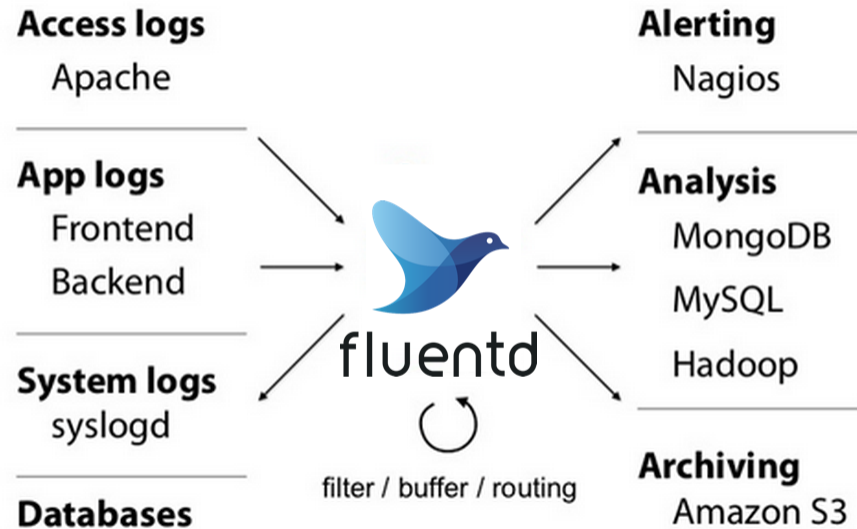 Access logs
Apache
App logs
Frontend
Backend
System logs
syslogd
Databases
fluentd
filter / buffer / routing
Alerting
Nagios
Analysis
MongoDB
MySQL
Hadoop
Archiving
Amazon S3